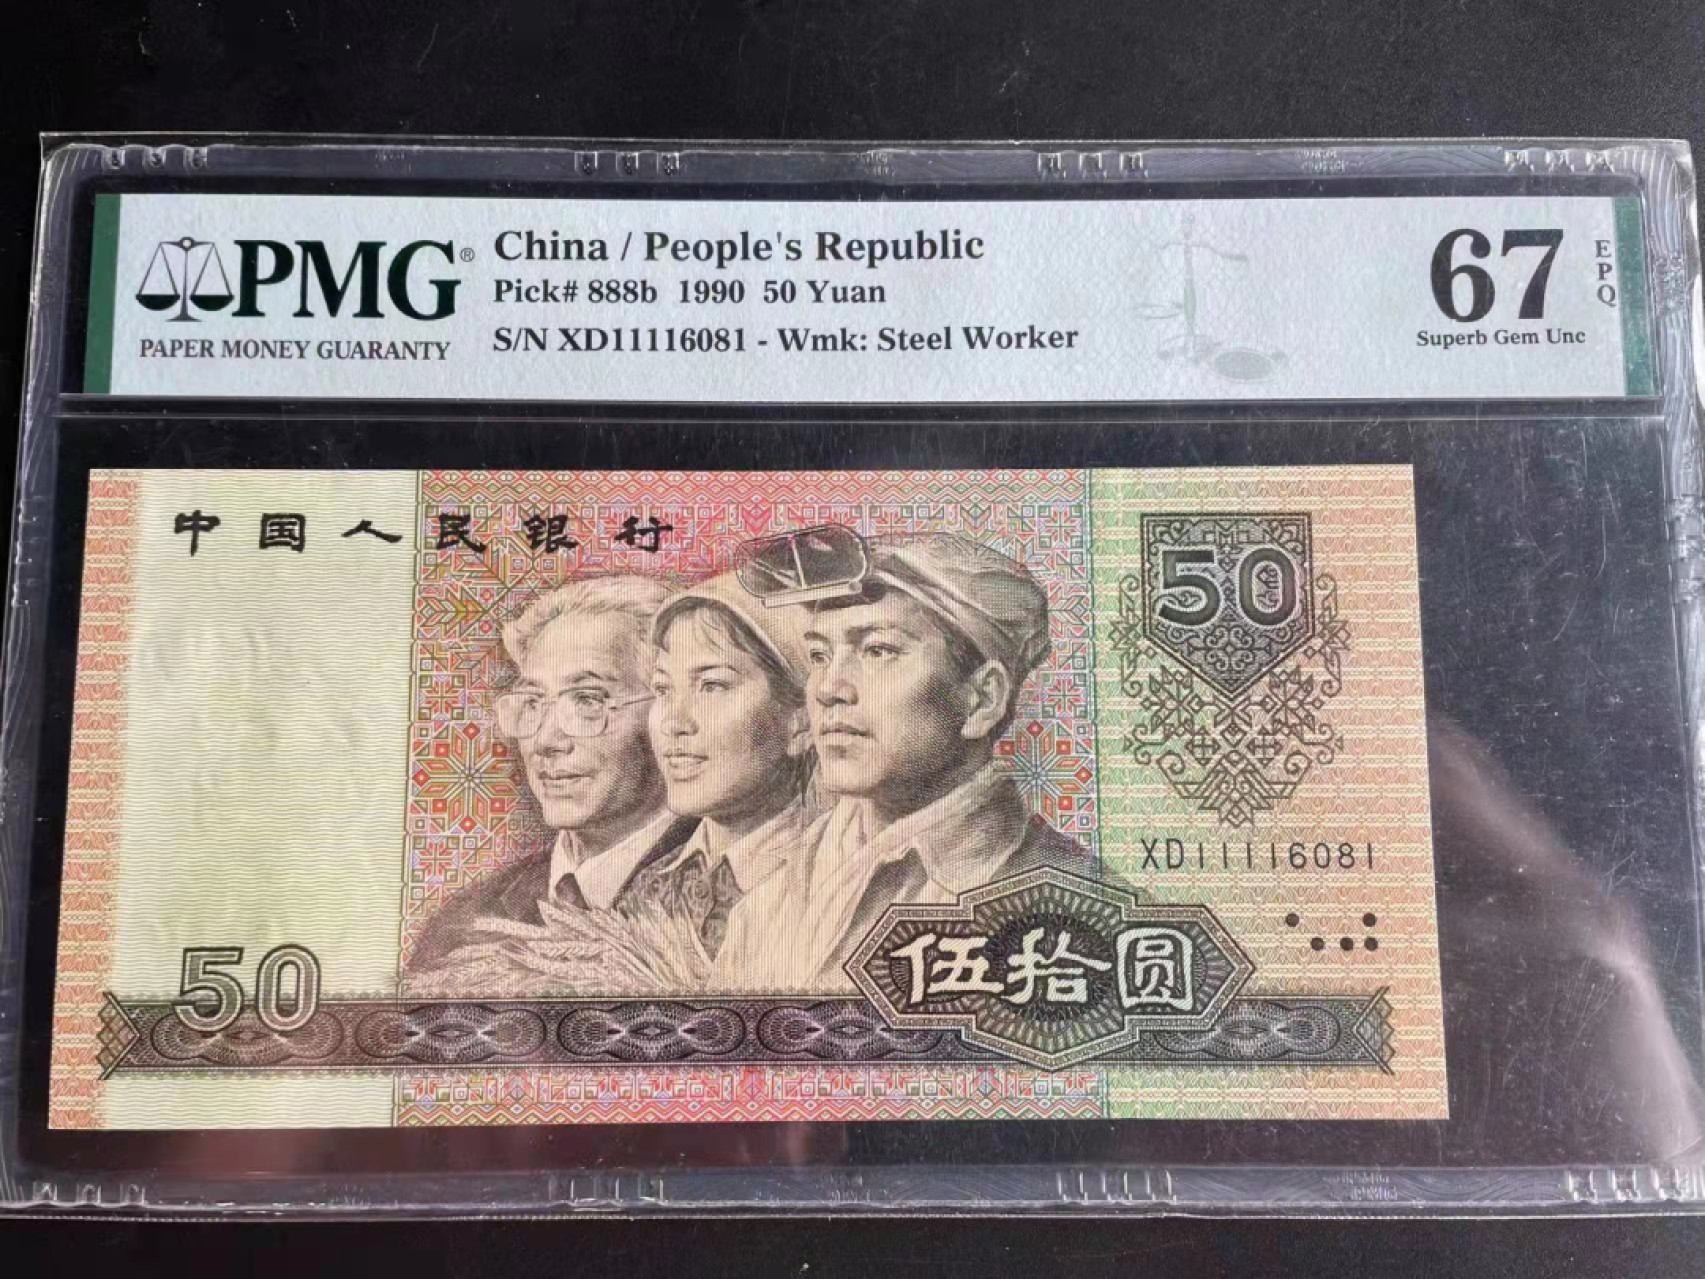 PMG®
PAPER MONEY GUARANTY
China / People's Republic
Pick# 888b 1990 50 Yuan
S/N XD11116081 - Wmk: Steel Worker
67
EPQ
Superb Gem Unc
中国人民银行
50
XD11116081
50
伍拾圆